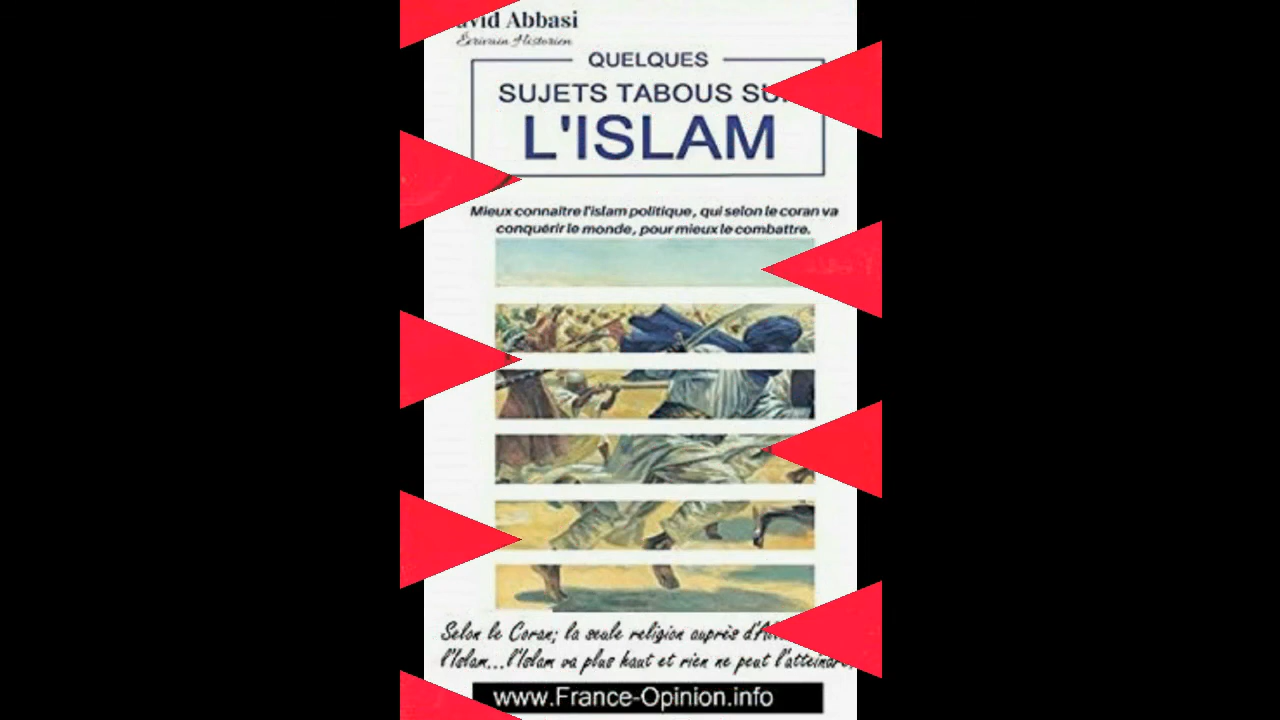 Abbasi
Écrivain Historien
QUELQUES
SUJETS TABOUS
L'ISLAM
Mieux connaître l'islam politique, qui selon le coran va
conquérir le monde, pour mieux le combattre.
Selon le Coran; la seule religion auprès
l'Islam...l'Islam va plus haut et rien ne peut
www.France-Opinion.info